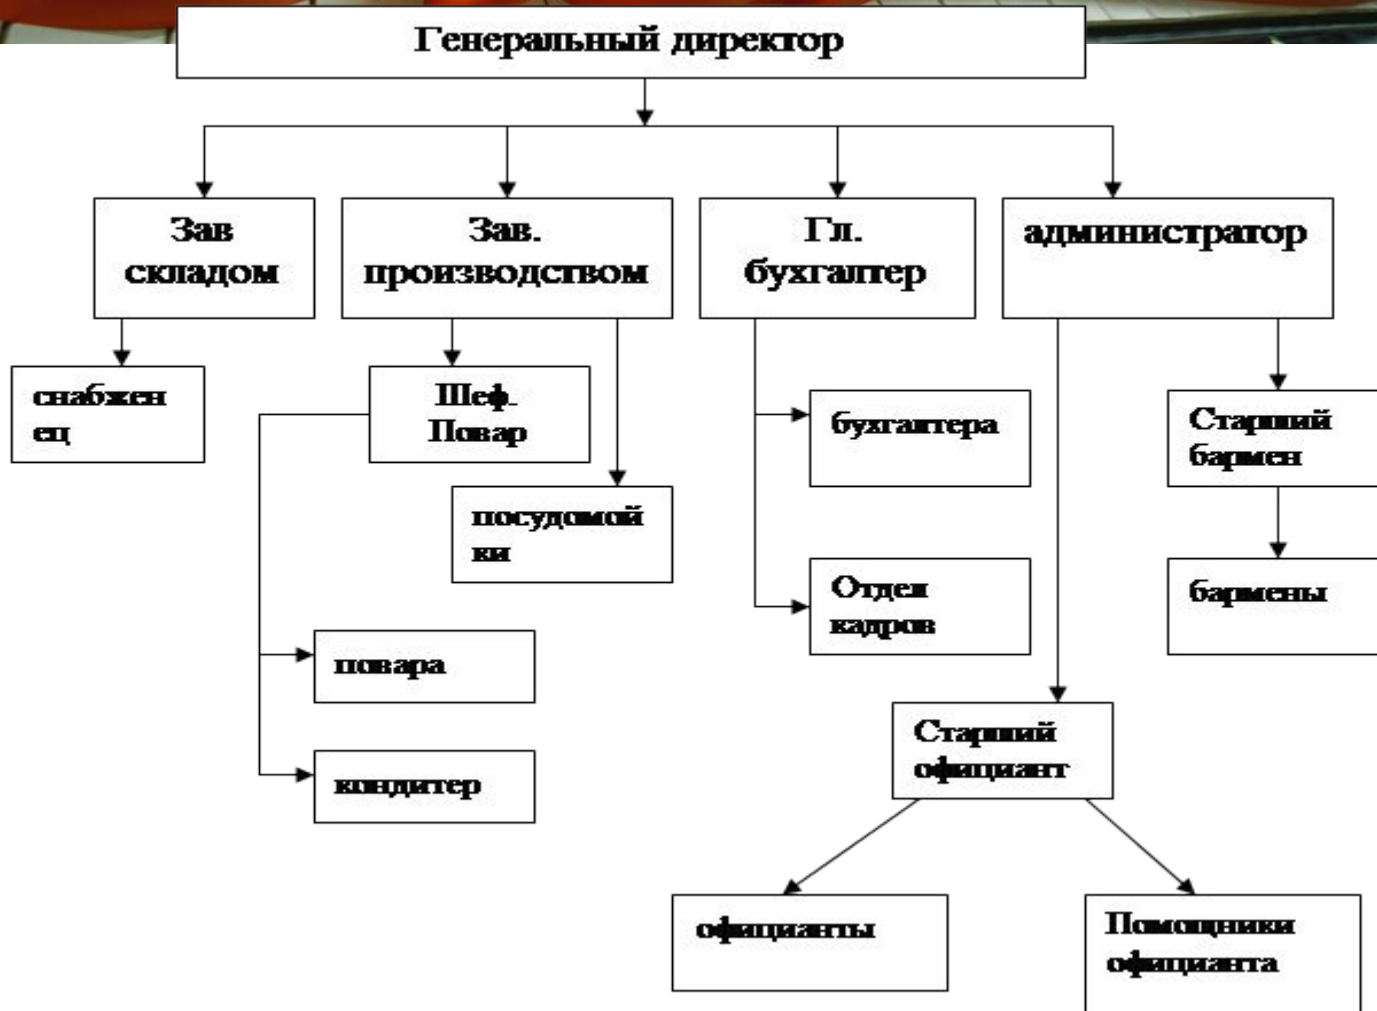 Генеральный директор
Зав
складом
Зав.
производством
Гл.
бухгалтер
администратор
снабжен
ец
Шеф.
Повар
бухгалтера
Старший
бармен
посудомой
ки
Отдел
кадров
бармены
повара
Старший
официант
кондитер
официанты
Помощники
официанта